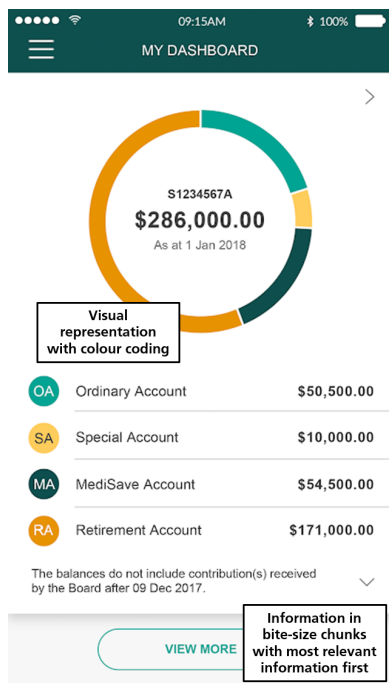 09:15AM
100%
MY DASHBOARD
S1234567A
$286,000.00
As at 1 Jan 2018
Visual
representation
with colour coding
OA Ordinary Account $50,500.00
SA Special Account $10,000.00
MA MediSave Account $54,500.00
RA Retirement Account $171,000.00
The balances do not include contribution(s) received
by the Board after 09 Dec 2017.
VIEW MORE
Information in
bite-size chunks
with most relevant
information first